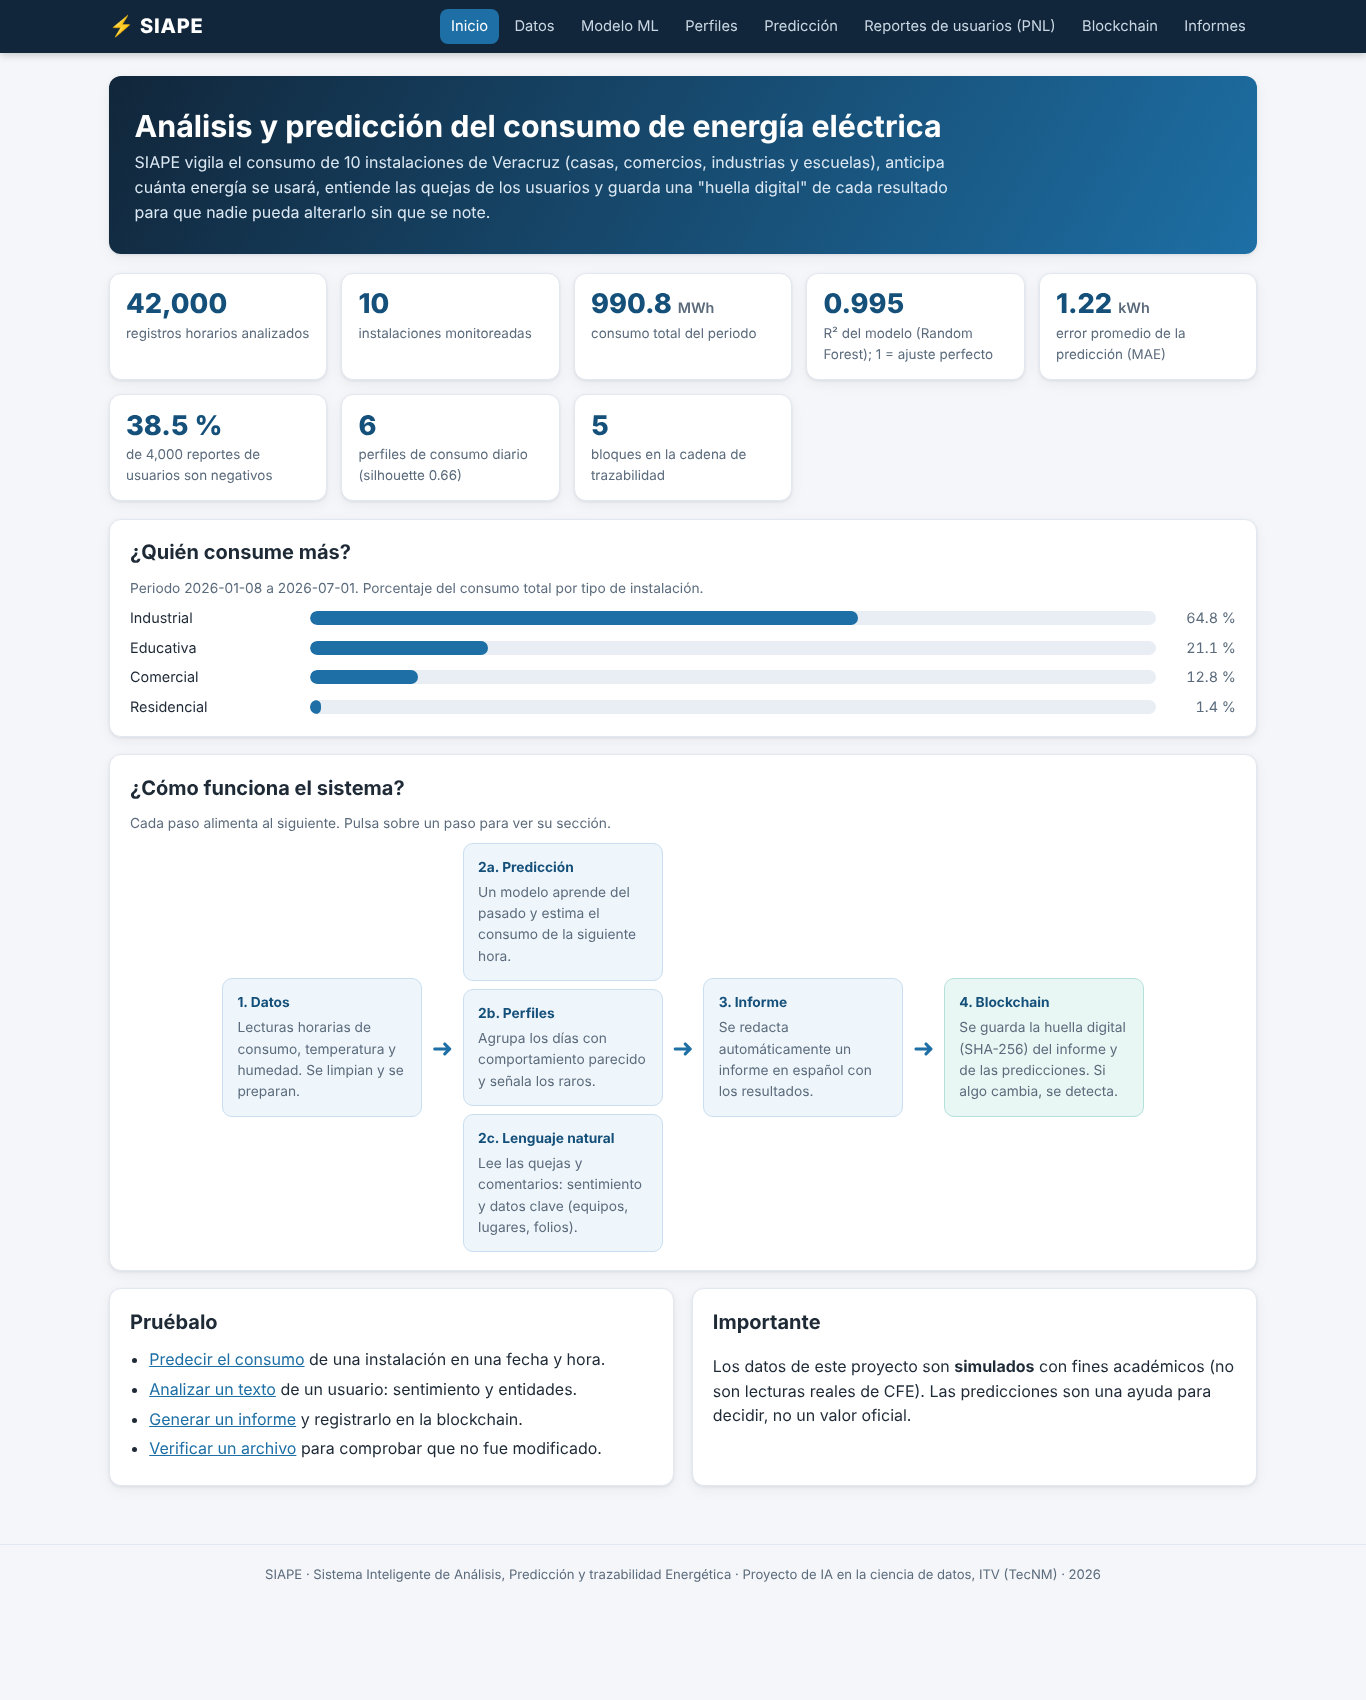 ⚡ SIAPE
Inicio
Datos
Modelo ML
Perfiles
Predicción
Reportes de usuarios (PNL)
Blockchain
Informes
Análisis y predicción del consumo de energía eléctrica
SIAPE vigila el consumo de 10 instalaciones de Veracruz (casas, comercios, industrias y escuelas), anticipa
cuánta energía se usará, entiende las quejas de los usuarios y guarda una "huella digital" de cada resultado
para que nadie pueda alterarlo sin que se note.
42,000
registros horarios analizados
10
instalaciones monitoreadas
990.8 MWh
consumo total del periodo
0.995
R² del modelo (Random
Forest); 1 = ajuste perfecto
1.22 kWh
error promedio de la
predicción (MAE)
38.5 %
de 4,000 reportes de
usuarios son negativos
6
perfiles de consumo diario
(silhouette 0.66)
5
bloques en la cadena de
trazabilidad
¿Quién consume más?
Periodo 2026-01-08 a 2026-07-01. Porcentaje del consumo total por tipo de instalación.
Industrial 64.8 %
Educativa 21.1 %
Comercial 12.8 %
Residencial 1.4 %
¿Cómo funciona el sistema?
Cada paso alimenta al siguiente. Pulsa sobre un paso para ver su sección.
1. Datos
Lecturas horarias de
consumo, temperatura y
humedad. Se limpian y se
preparan.
➜
2a. Predicción
Un modelo aprende del
pasado y estima el
consumo de la siguiente
hora.
2b. Perfiles
Agrupa los días con
comportamiento parecido
y señala los raros.
2c. Lenguaje natural
Lee las quejas y
comentarios: sentimiento
y datos clave (equipos,
lugares, folios).
➜
3. Informe
Se redacta
automáticamente un
informe en español con
los resultados.
➜
4. Blockchain
Se guarda la huella digital
(SHA-256) del informe y
de las predicciones. Si
algo cambia, se detecta.
Pruébalo
• Predecir el consumo de una instalación en una fecha y hora.
• Analizar un texto de un usuario: sentimiento y entidades.
• Generar un informe y registrarlo en la blockchain.
• Verificar un archivo para comprobar que no fue modificado.
Importante
Los datos de este proyecto son simulados con fines académicos (no
son lecturas reales de CFE). Las predicciones son una ayuda para
decidir, no un valor oficial.
SIAPE · Sistema Inteligente de Análisis, Predicción y trazabilidad Energética · Proyecto de IA en la ciencia de datos, ITV (TecNM) · 2026